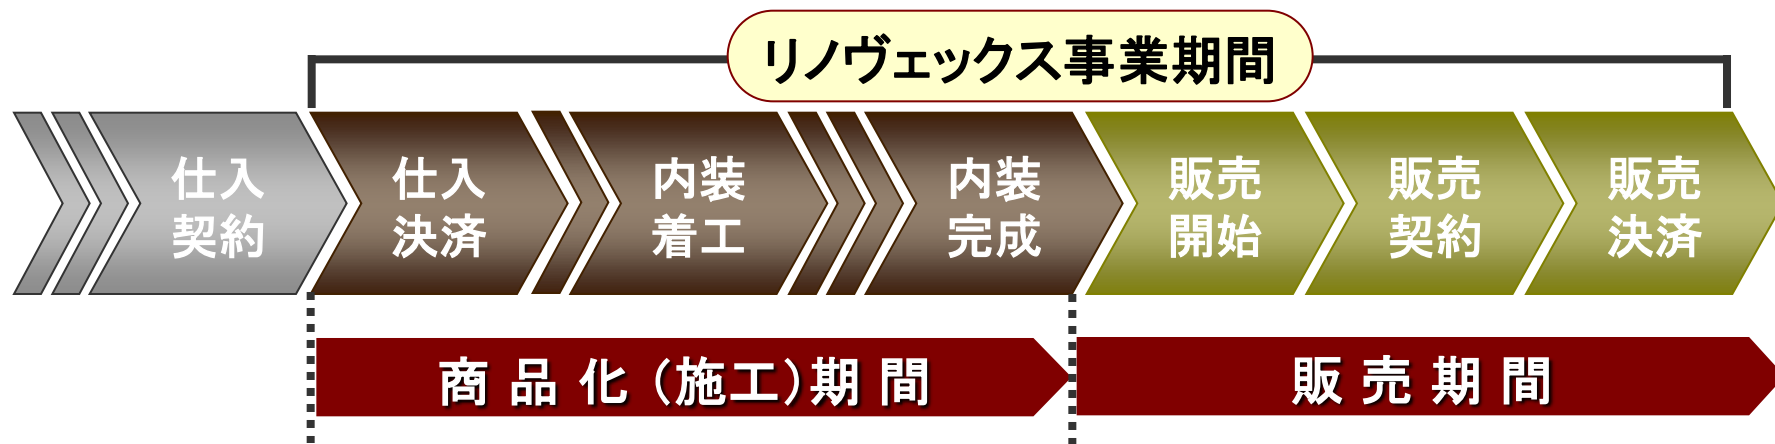 リノヴェックス事業期間
仕入
契約
仕入
決済
内装
着工
内装
完成
販売
開始
販売
契約
販売
決済
商品化（施工）期間
販売期間